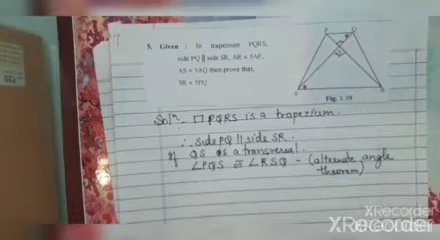 5. Given : In trapezium PQRS,
side PQ || side SR, AR = 5AP,
AS = 5AQ then prove that,
SR = 5PQ
P Q
A
S R
Fig. 1.19
Solⁿ:- □ PQRS is a trapezium.
∴ side PQ || side SR.
If QS is a transversal.
∠PQS ≅ ∠RSQ - (alternate angle
theorem)
XRecorder
XRecorder